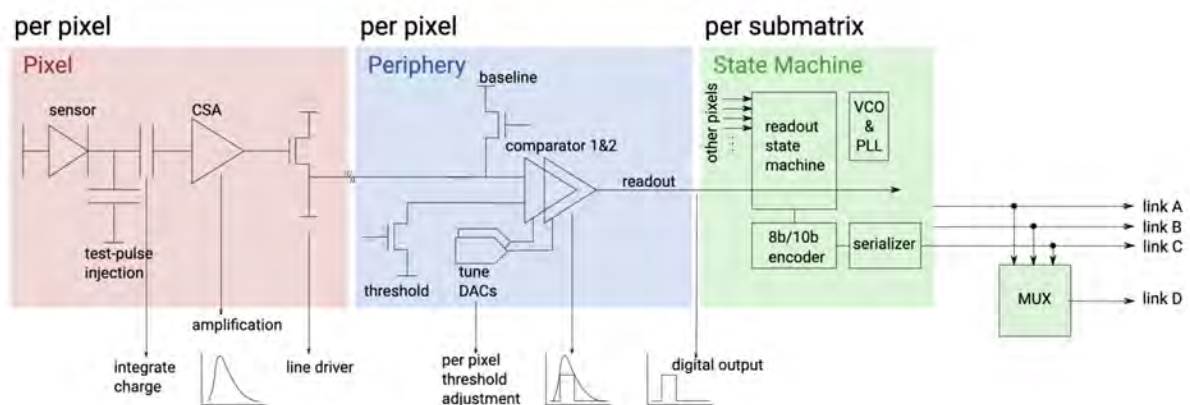 per pixel
per pixel
per submatrix
Pixel
Periphery
State Machine
sensor
CSA
test-pulse
injection
baseline
comparator 1&2
threshold
tune
DACs
readout
other pixels
. . .
readout
state
machine
VCO
&
PLL
8b/10b
encoder
serializer
link A
link B
link C
MUX
link D
integrate
charge
amplification
line driver
per pixel
threshold
adjustment
digital output